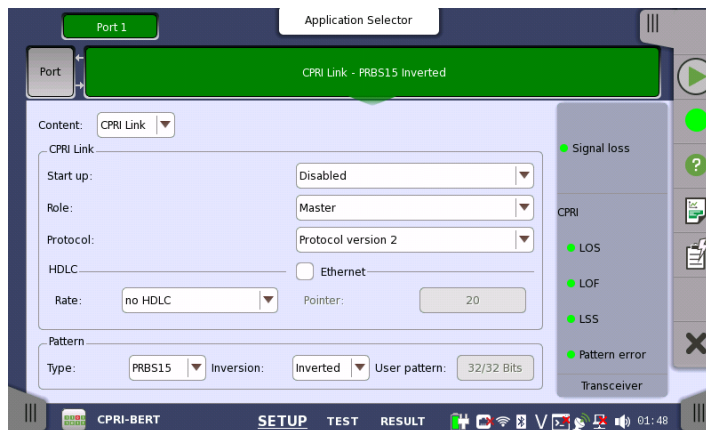 Port 1
Application Selector
Port
CPRI Link - PRBS15 Inverted
Content: CPRI Link
CPRI Link
Start up: Disabled
Role: Master
Protocol: Protocol version 2
HDLC
Ethernet
Rate: no HDLC
Pointer: 20
Pattern
Type: PRBS15 Inversion: Inverted User pattern: 32/32 Bits
Signal loss
CPRI
LOS
LOF
LSS
Pattern error
Transceiver
CPRI-BERT SETUP TEST RESULT V 01:48